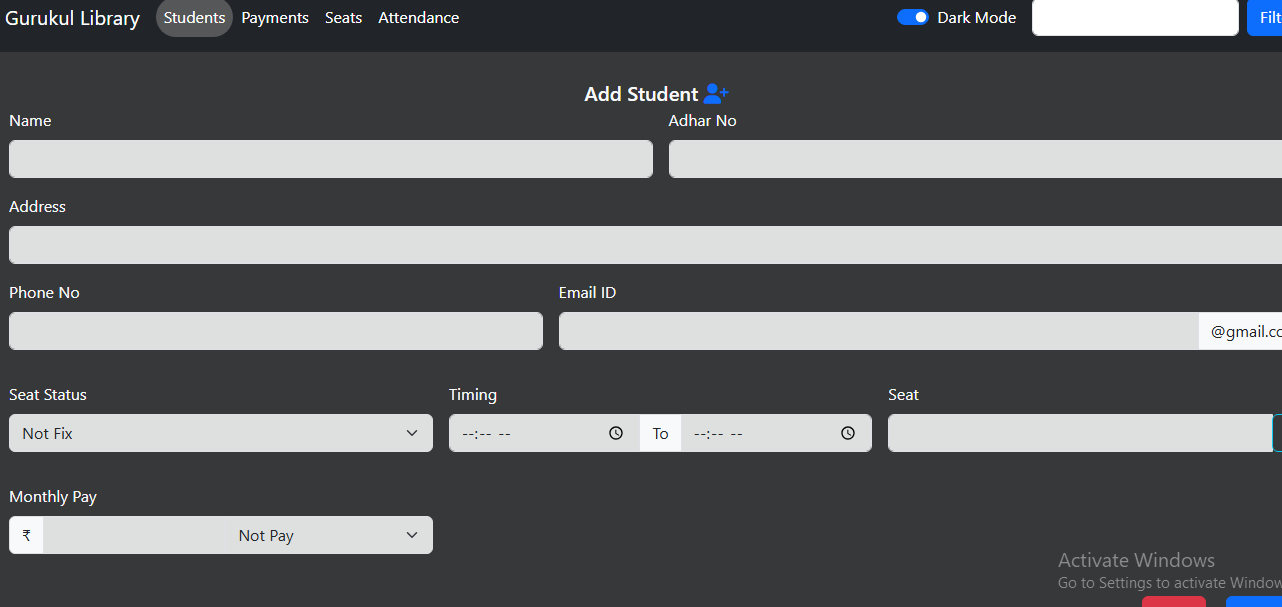 Gurukul Library Students Payments Seats Attendance Dark Mode Filt
Add Student
Name Adhar No
Address
Phone No Email ID
@gmail.co
Seat Status Timing Seat
Not Fix --:-- -- To --:-- --
Monthly Pay
₹ Not Pay
Activate Windows
Go to Settings to activate Window